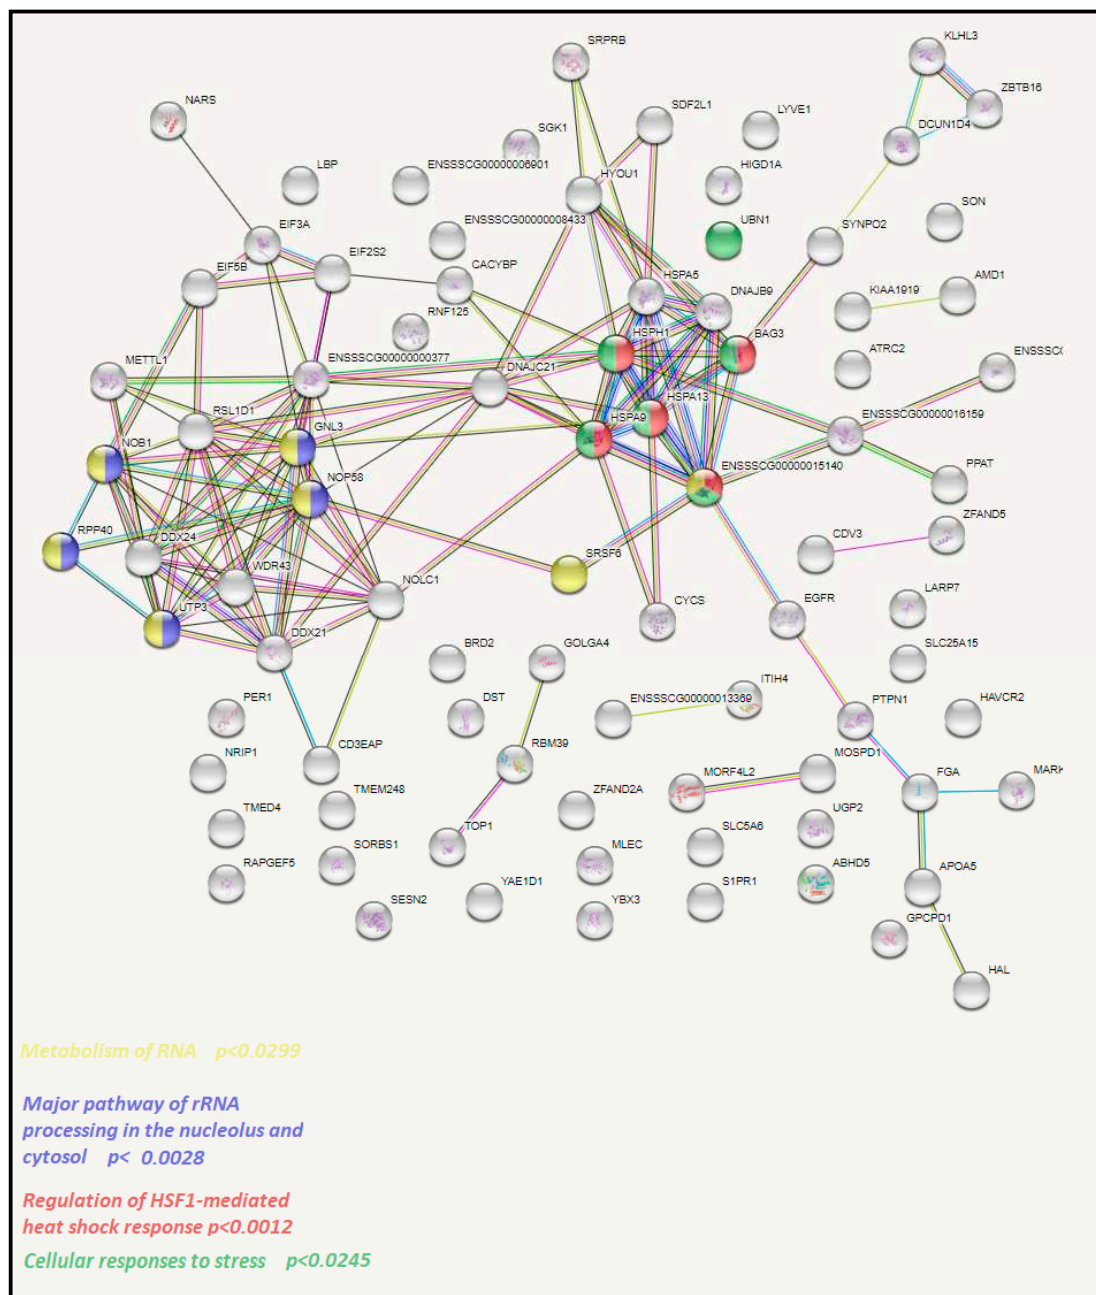 SRPRB
KLHL3
ZBTB16
NARS
SDF2L1
LYVE1
SGK1
DCUN1D4
LBP
ENSSSCG00000006901
HYOU1
HIGD1A
SON
ENSSSCG00000008433
UBN1
SYNPO2
EIF3A
EIF2S2
EIF5B
CACYBP
HSPA5
DNAJB9
AMD1
KIAA1919
RNF125
HSPH1
BAG3
METTL1
ENSSSCG00000000377
DNAJC21
ATRC2
ENSSSC(
RSL1D1
GNL3
HSPA13
HSPA9
ENSSSCG00000016159
NOB1
NOP58
ENSSSCG00000015140
PPAT
RPP40
DDX24
WDR43
NOLC1
SRSF6
CDV3
ZFAND5
UTP3
DDX21
CYCS
EGFR
LARP7
BRD2
GOLGA4
SLC25A15
PER1
DST
ENSSSCG00000013369
ITIH4
PTPN1
HAVCR2
NRIP1
CD3EAP
RBM39
MORF4L2
MOSPD1
FGA
MARK
TMED4
TMEM248
TOP1
ZFAND2A
SLC5A6
UGP2
RAPGEF5
SORBS1
MLEC
ABHD5
APOA5
SESN2
YAE1D1
YBX3
S1PR1
GPCPD1
HAL
Metabolism of RNA p<0.0299
Major pathway of rRNA
processing in the nucleolus and
cytosol p< 0.0028
Regulation of HSF1-mediated
heat shock response p<0.0012
Cellular responses to stress p<0.0245